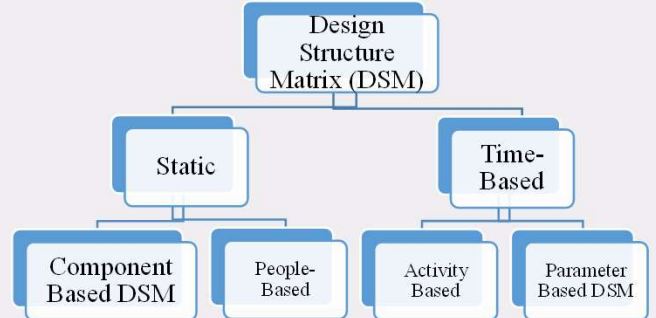 Design
Structure
Matrix (DSM)
Static
Time-
Based
Component
Based DSM
People-
Based
Activity
Based
Parameter
Based DSM